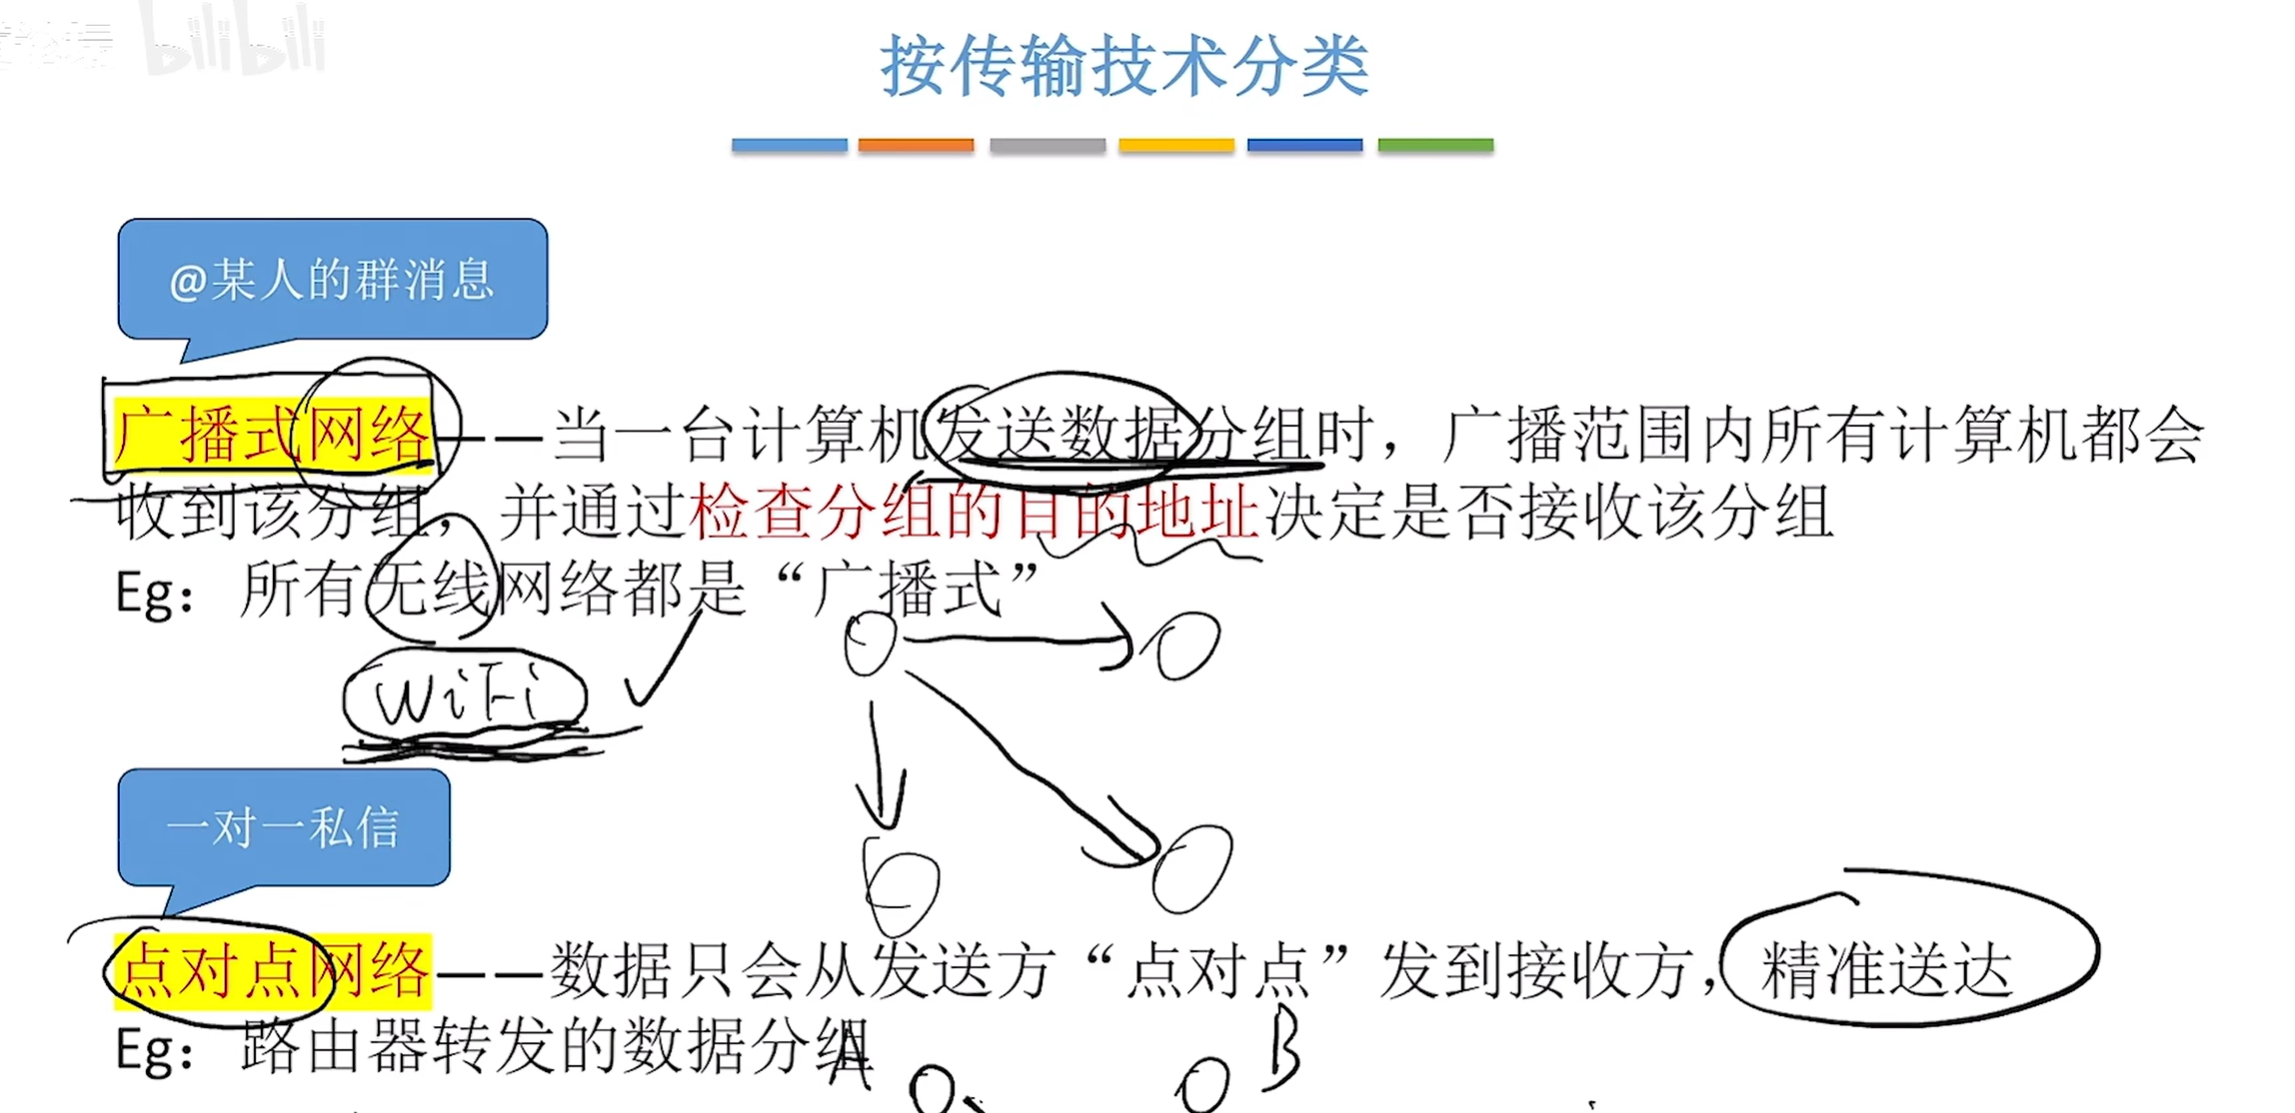 bilibili
按传输技术分类
@某人的群消息
广播式网络——当一台计算机发送数据分组时，广播范围内所有计算机都会
收到该分组，并通过检查分组的目的地址决定是否接收该分组
Eg：所有无线网络都是“广播式”
WiFi
一对一私信
点对点网络——数据只会从发送方“点对点”发到接收方，精准送达
Eg：路由器转发的数据分组
A
B